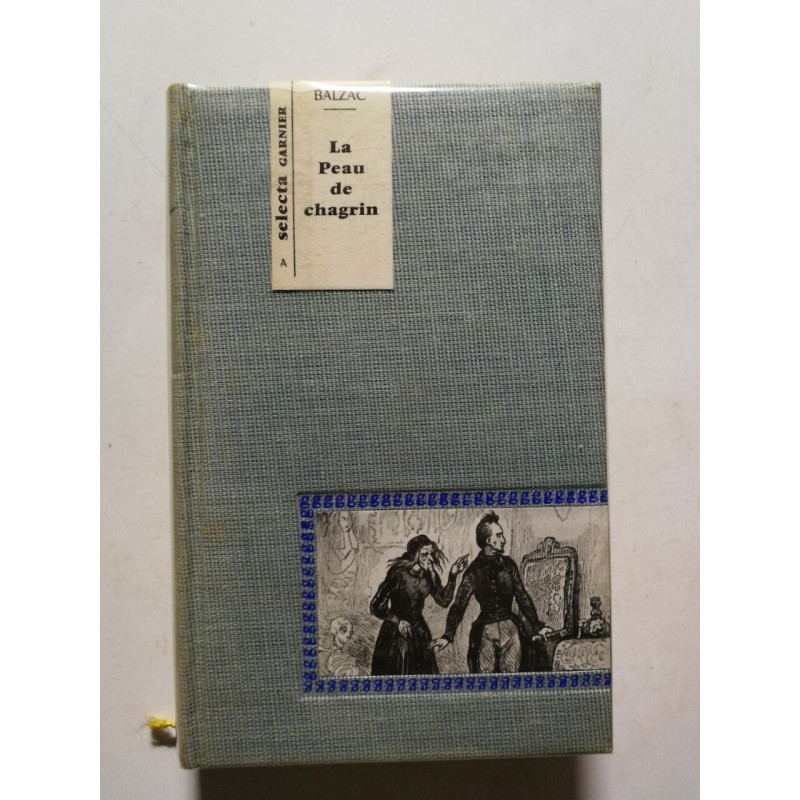 BALZAC
La
Peau
de
chagrin
selecta GARNIER
A